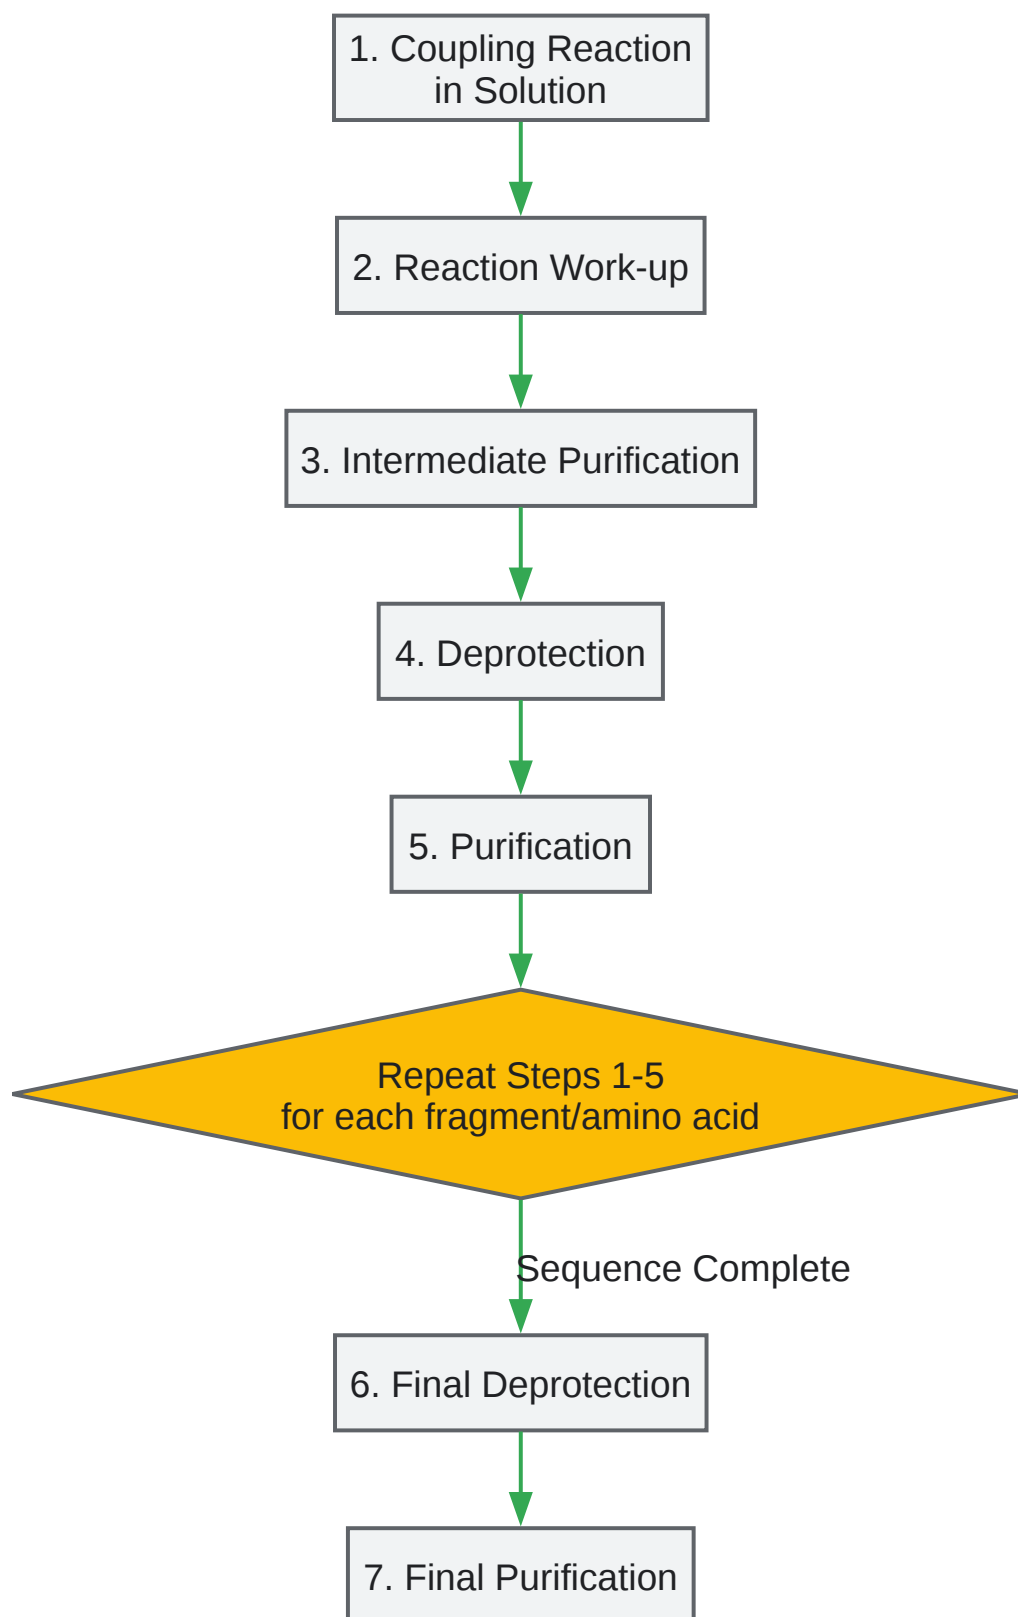 1. Coupling Reaction
in Solution
2. Reaction Work-up
3. Intermediate Purification
4. Deprotection
5. Purification
Repeat Steps 1-5
for each fragment/amino acid
Sequence Complete
6. Final Deprotection
7. Final Purification